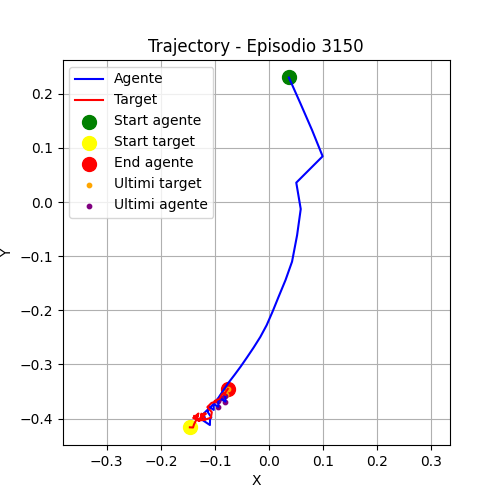 Trajectory - Episodio 3150
Agente
Target
Start agente
Start target
End agente
Ultimi target
Ultimi agente
Y
0.2
0.1
0.0
−0.1
−0.2
−0.3
−0.4
−0.3 −0.2 −0.1 0.0 0.1 0.2 0.3
X